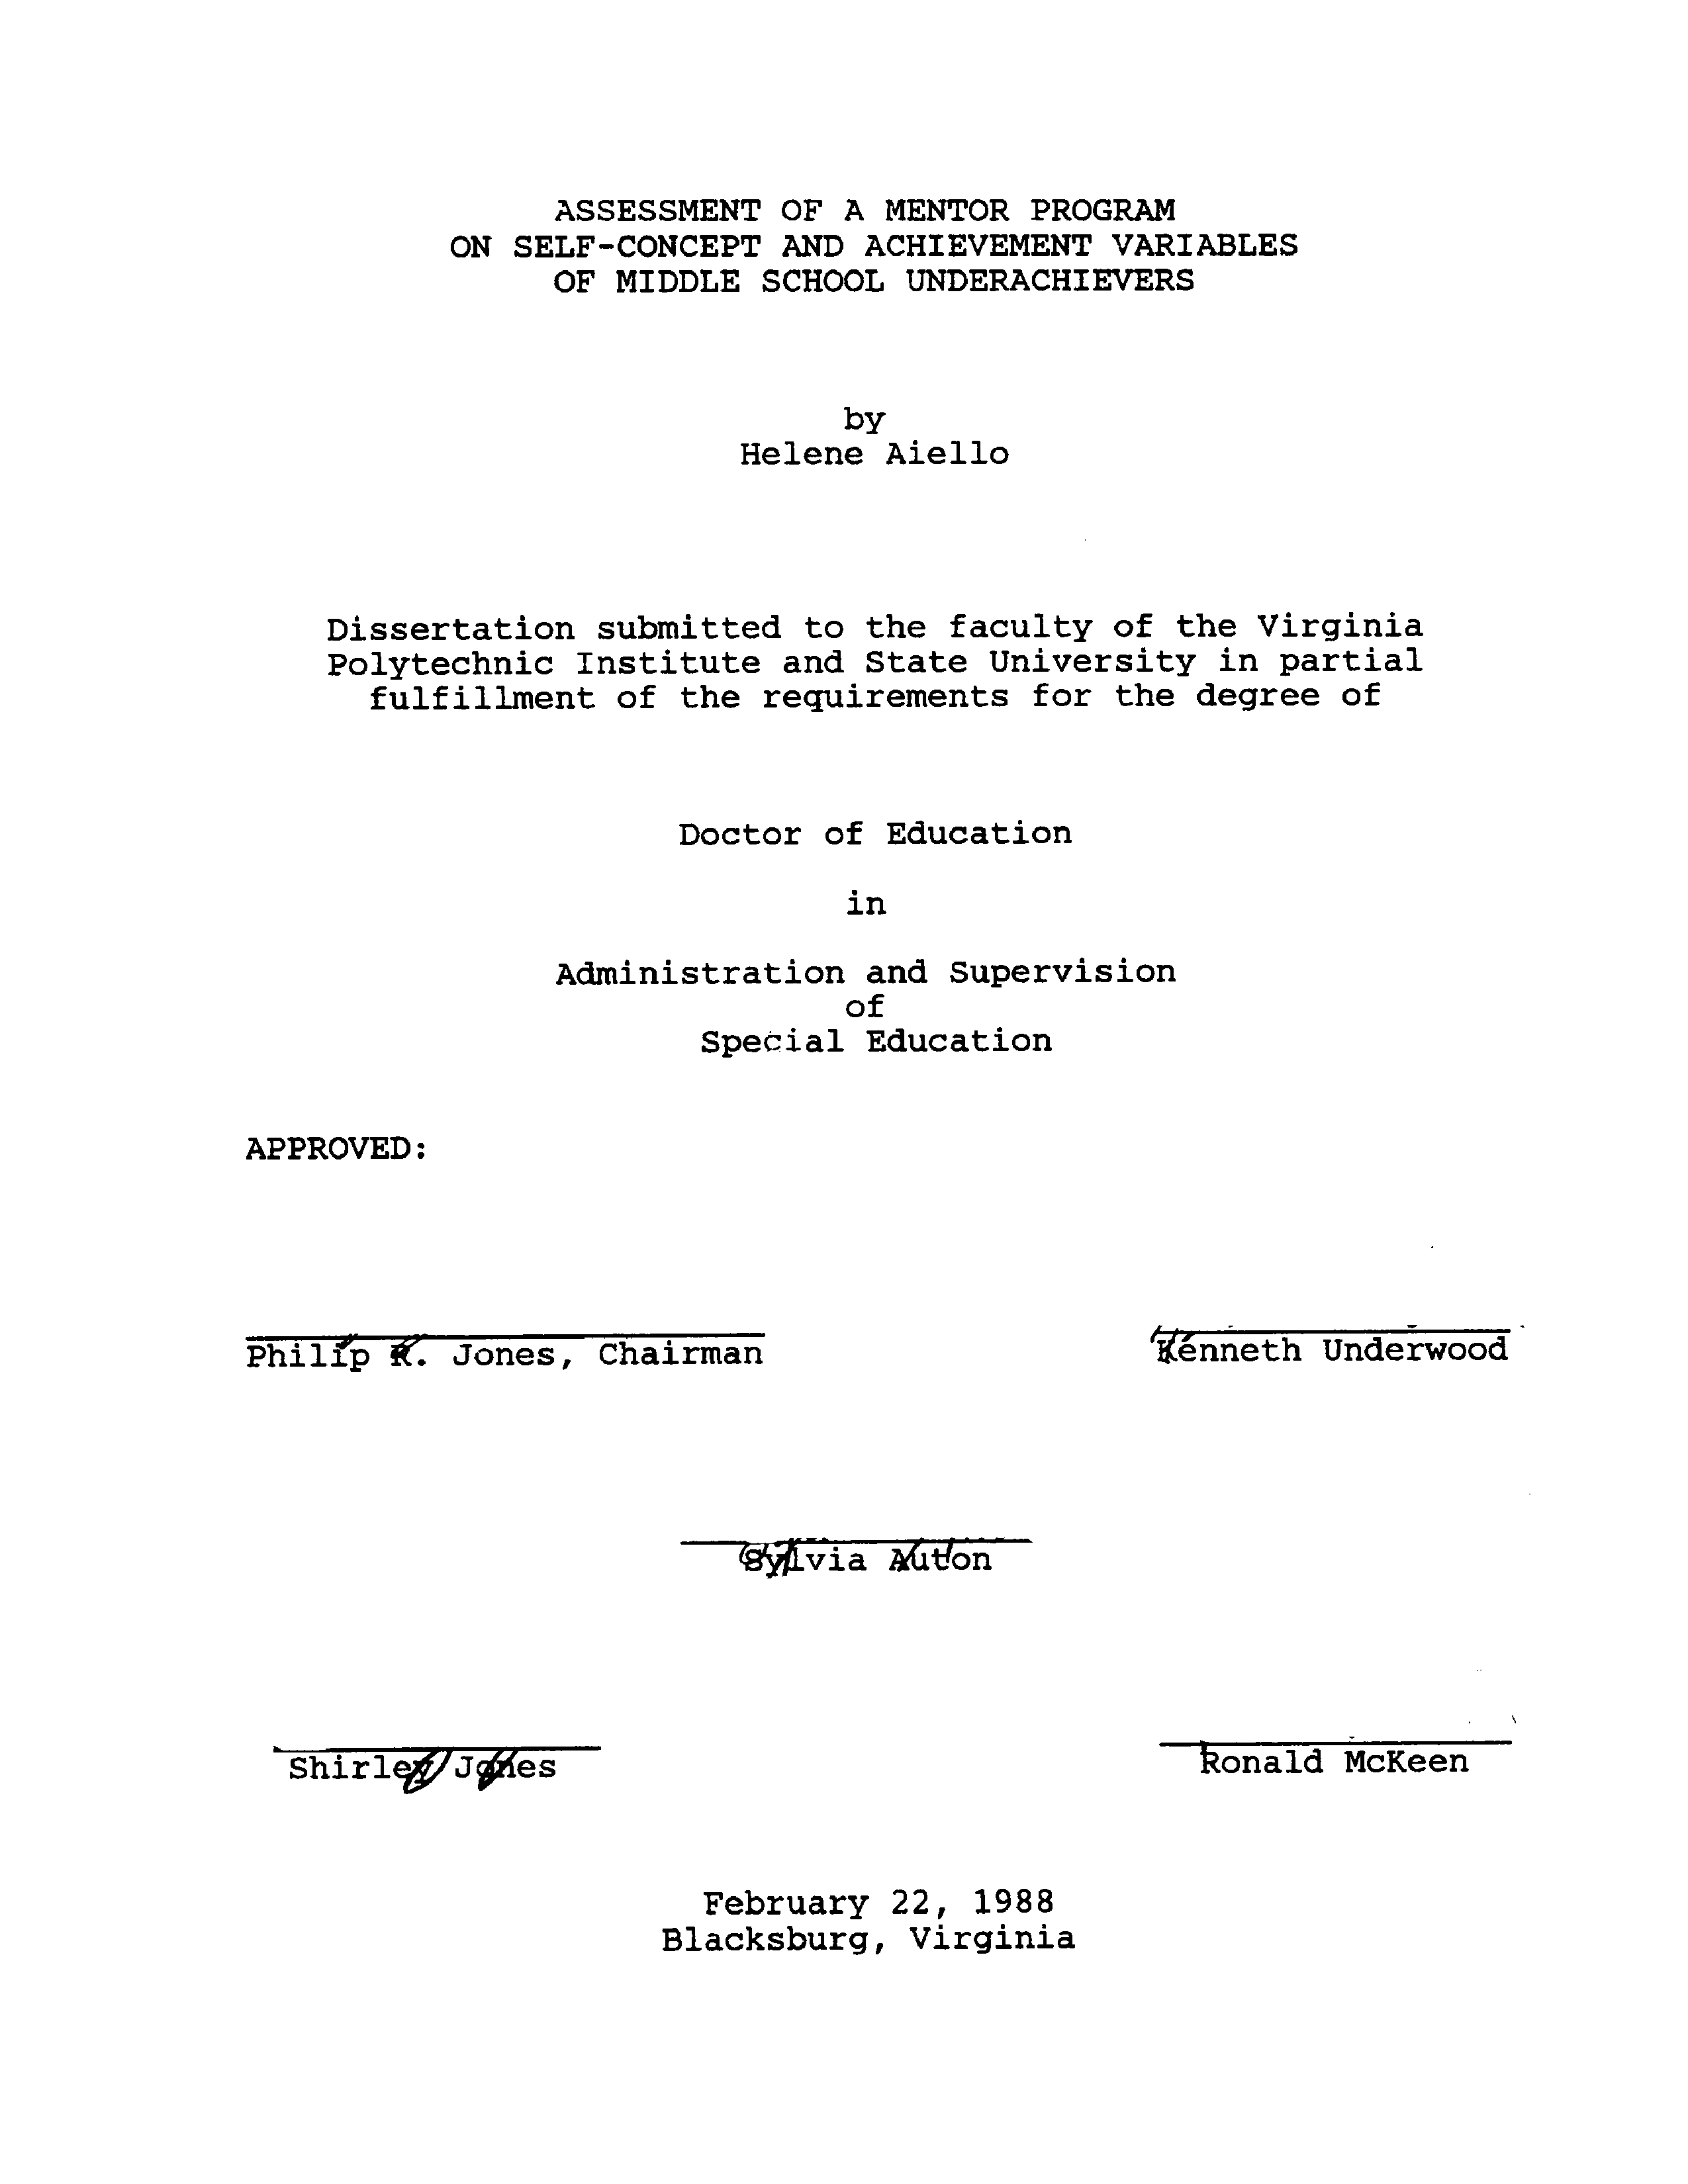 ASSESSMENT OF A MENTOR PROGRAM
ON SELF-CONCEPT AND ACHIEVEMENT VARIABLES
OF MIDDLE SCHOOL UNDERACHIEVERS
by
Helene Aiello
Dissertation submitted to the faculty of the Virginia
Polytechnic Institute and State University in partial
fulfillment of the requirements for the degree of
Doctor of Education
in
Administration and Supervision
of
Special Education
APPROVED:
Philip R. Jones, Chairman Kenneth Underwood
Sylvia Auton
Shirley Jones Ronald McKeen
February 22, 1988
Blacksburg, Virginia